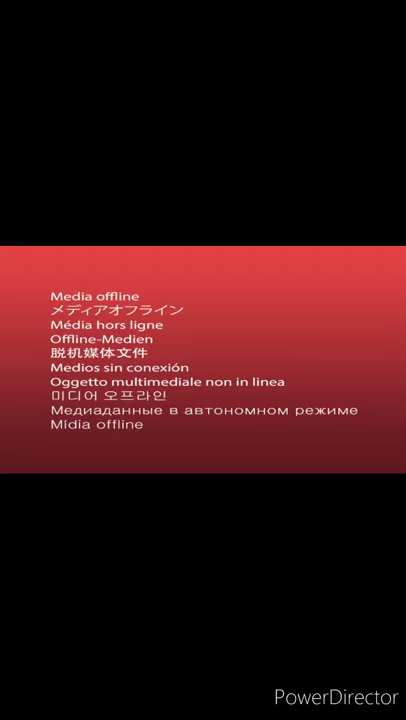 Media offline
メディアオフライン
Média hors ligne
Offline-Medien
脱机媒体文件
Medios sin conexión
Oggetto multimediale non in linea
미디어 오프라인
Медиаданные в автономном режиме
Mídia offline
PowerDirector